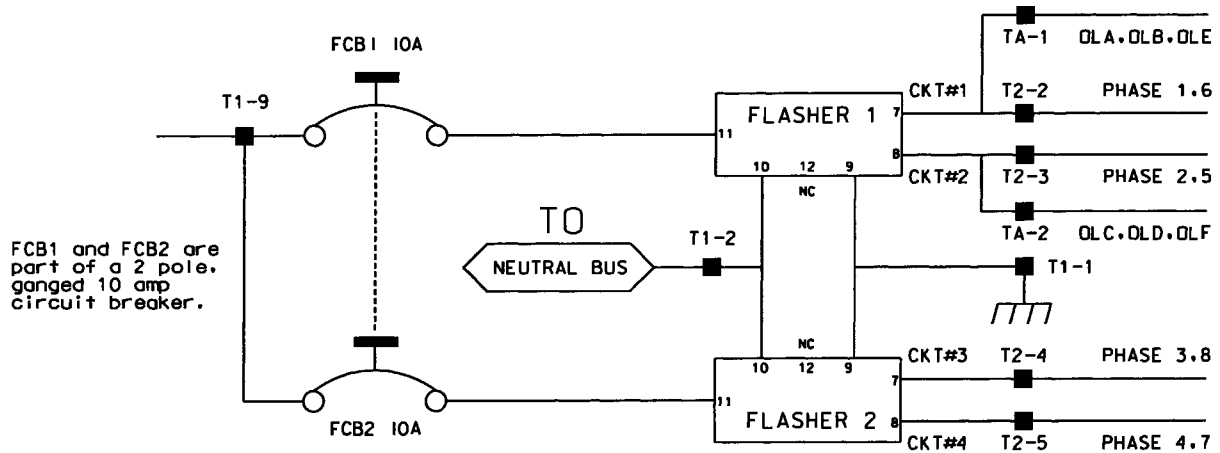 FCB1 10A
T1-9
FCB1 and FCB2 are
part of a 2 pole.
ganged 10 amp
circuit breaker.
FCB2 10A
TO
NEUTRAL BUS
T1-2
FLASHER 1
11
10 12 9
NC
7
8
CKT#1
CKT#2
TA-1 OLA.OLB.OLE
T2-2 PHASE 1.6
T2-3 PHASE 2.5
TA-2 OLC.OLD.OLF
T1-1
NC
10 12 9
11
FLASHER 2
7
8
CKT#3 T2-4 PHASE 3.8
CKT#4 T2-5 PHASE 4.7